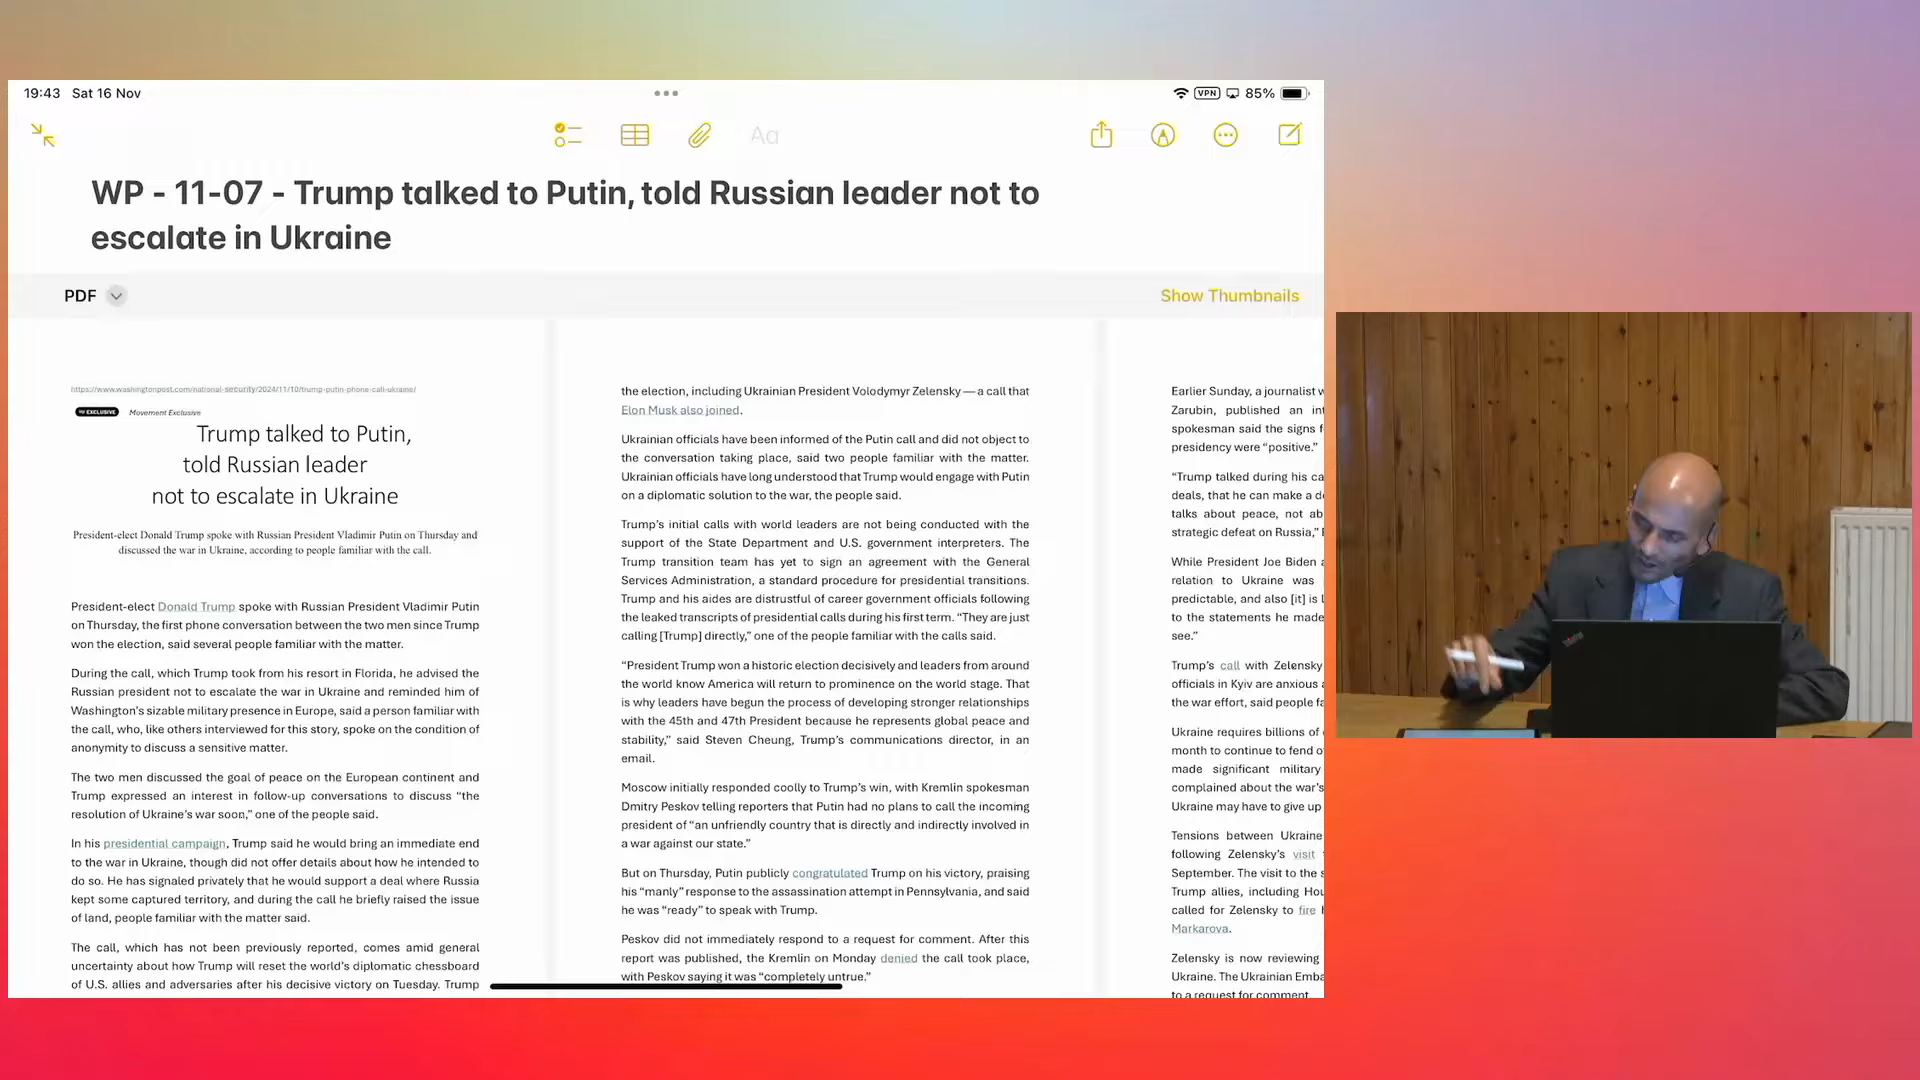 19:43 Sat 16 Nov
VPN 85%
Aa
WP - 11-07 - Trump talked to Putin, told Russian leader not to
escalate in Ukraine
PDF
Show Thumbnails
https://www.washingtonpost.com/national-security/2024/11/10/trump-putin-phone-call-ukraine/
EXCLUSIVE Movement Exclusive
Trump talked to Putin,
told Russian leader
not to escalate in Ukraine
President-elect Donald Trump spoke with Russian President Vladimir Putin on Thursday and
discussed the war in Ukraine, according to people familiar with the call.
President-elect Donald Trump spoke with Russian President Vladimir Putin
on Thursday, the first phone conversation between the two men since Trump
won the election, said several people familiar with the matter.
During the call, which Trump took from his resort in Florida, he advised the
Russian president not to escalate the war in Ukraine and reminded him of
Washington's sizable military presence in Europe, said a person familiar with
the call, who, like others interviewed for this story, spoke on the condition of
anonymity to discuss a sensitive matter.
The two men discussed the goal of peace on the European continent and
Trump expressed an interest in follow-up conversations to discuss “the
resolution of Ukraine's war soon,” one of the people said.
In his presidential campaign, Trump said he would bring an immediate end
to the war in Ukraine, though did not offer details about how he intended to
do so. He has signaled privately that he would support a deal where Russia
kept some captured territory, and during the call he briefly raised the issue
of land, people familiar with the matter said.
The call, which has not been previously reported, comes amid general
uncertainty about how Trump will reset the world's diplomatic chessboard
of U.S. allies and adversaries after his decisive victory on Tuesday. Trump
the election, including Ukrainian President Volodymyr Zelensky — a call that
Elon Musk also joined.
Ukrainian officials have been informed of the Putin call and did not object to
the conversation taking place, said two people familiar with the matter.
Ukrainian officials have long understood that Trump would engage with Putin
on a diplomatic solution to the war, the people said.
Trump's initial calls with world leaders are not being conducted with the
support of the State Department and U.S. government interpreters. The
Trump transition team has yet to sign an agreement with the General
Services Administration, a standard procedure for presidential transitions.
Trump and his aides are distrustful of career government officials following
the leaked transcripts of presidential calls during his first term. “They are just
calling [Trump] directly,” one of the people familiar with the calls said.
“President Trump won a historic election decisively and leaders from around
the world know America will return to prominence on the world stage. That
is why leaders have begun the process of developing stronger relationships
with the 45th and 47th President because he represents global peace and
stability,” said Steven Cheung, Trump's communications director, in an
email.
Moscow initially responded coolly to Trump's win, with Kremlin spokesman
Dmitry Peskov telling reporters that Putin had no plans to call the incoming
president of “an unfriendly country that is directly and indirectly involved in
a war against our state.”
But on Thursday, Putin publicly congratulated Trump on his victory, praising
his “manly” response to the assassination attempt in Pennsylvania, and said
he was “ready” to speak with Trump.
Peskov did not immediately respond to a request for comment. After this
report was published, the Kremlin on Monday denied the call took place,
with Peskov saying it was “completely untrue.”
Earlier Sunday, a journalist
Zarubin, published an
spokesman said the signs
presidency were “positive.”
“Trump talked during his
deals, that he can make a
talks about peace, not
strategic defeat on Russia,”
While President Joe Biden
relation to Ukraine was
predictable, and also [it] is
to the statements he made
see.”
Trump's call with Zelensky
officials in Kyiv are anxious
the war effort, said people
Ukraine requires billions of
month to continue to fend
made significant military
complained about the war's
Ukraine may have to give up
Tensions between Ukraine
following Zelensky's visit
September. The visit to the
Trump allies, including
called for Zelensky to fire
Markarova.
Zelensky is now reviewing
Ukraine. The Ukrainian
to a request for comment.